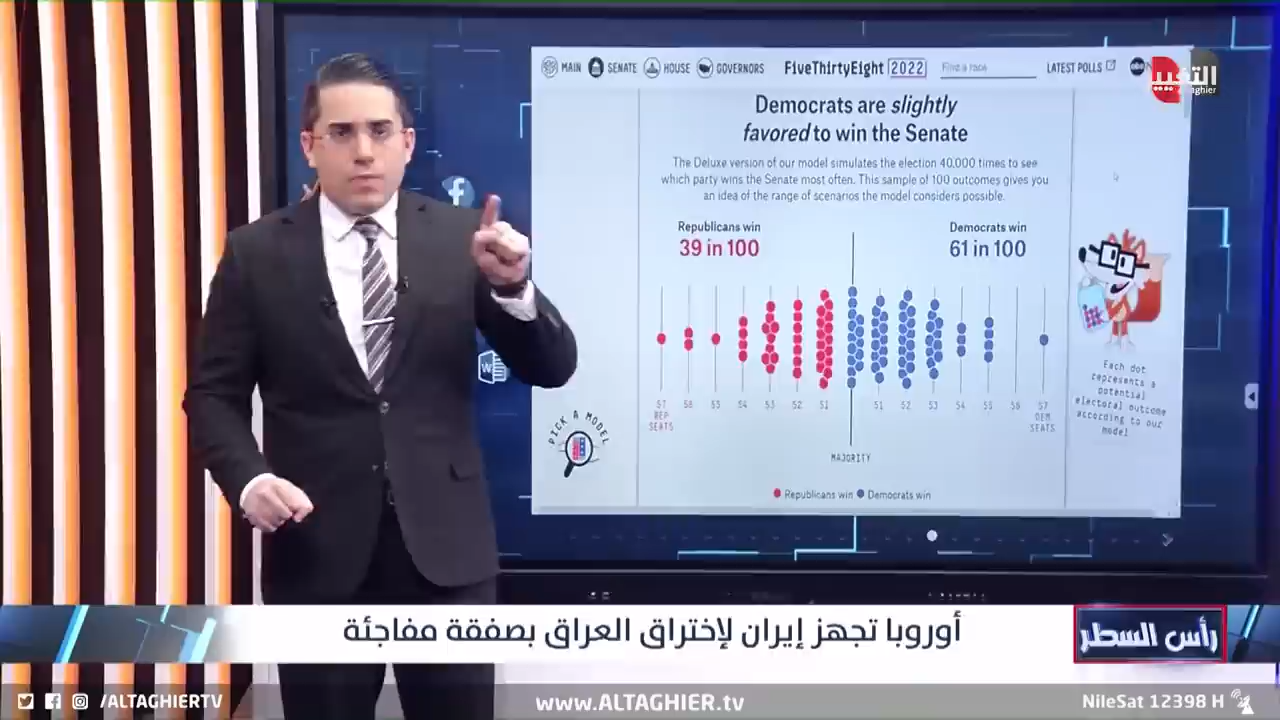 MAIN
SENATE
HOUSE
GOVERNORS
FiveThirtyEight 2022
Find a race
LATEST POLLS
التغيير
Democrats are slightly
favored to win the Senate
The Deluxe version of our model simulates the election 40,000 times to see
which party wins the Senate most often. This sample of 100 outcomes gives you
an idea of the range of scenarios the model considers possible.
Republicans win
39 in 100
Democrats win
61 in 100
57 56 55 54 53 52 51 51 52 53 54 55 56 57
REP
SEATS
DEM
SEATS
MAJORITY
Republicans win Democrats win
PICK A MODEL
Each dot
represents a
potential
electoral outcome
according to our
model
W
أوروبا تجهز إيران لإختراق العراق بصفقة مفاجئة
رأس السطر
/ALTAGHIERTV
www.ALTAGHIER.tv
NileSat 12398 H